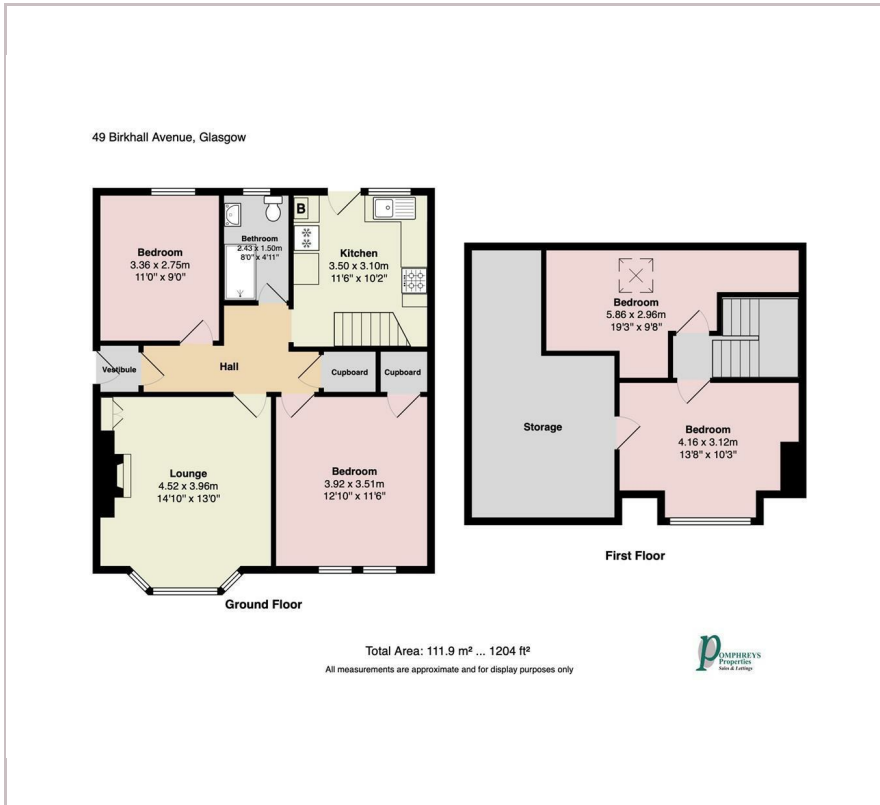 49 Birkhall Avenue, Glasgow
Bedroom
3.36 x 2.75m
11'0" x 9'0"
Bethroom
2.43 x 1.50m
8'0" x 4'11"
B
Kitchen
3.50 x 3.10m
11'6" x 10'2"
Vestibule
Hall
Cupboard
Cupboard
Lounge
4.52 x 3.96m
14'10" x 13'0"
Bedroom
3.92 x 3.51m
12'10" x 11'6"
Ground Floor
Bedroom
5.86 x 2.96m
19'3" x 9'8"
Storage
Bedroom
4.16 x 3.12m
13'8" x 10'3"
First Floor
Total Area: 111.9 m² ... 1204 ft²
All measurements are approximate and for display purposes only
POMPHREYS
Properties
Sales & Lettings